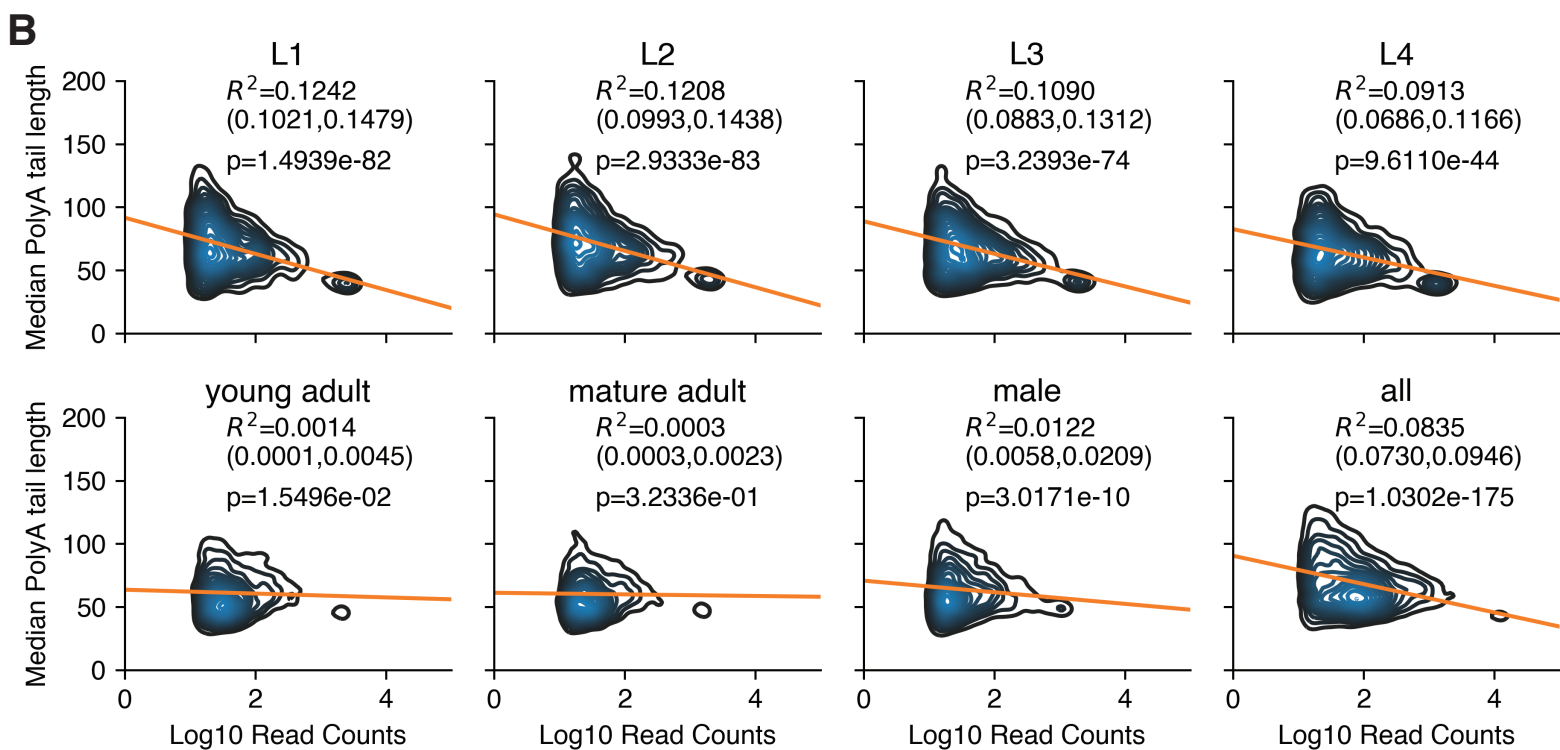 B
L1
L2
L3
L4
Median PolyA tail length
200
150
100
50
0
R²=0.1242
(0.1021,0.1479)
p=1.4939e-82
R²=0.1208
(0.0993,0.1438)
p=2.9333e-83
R²=0.1090
(0.0883,0.1312)
p=3.2393e-74
R²=0.0913
(0.0686,0.1166)
p=9.6110e-44
young adult
mature adult
male
all
Median PolyA tail length
200
150
100
50
0
R²=0.0014
(0.0001,0.0045)
p=1.5496e-02
R²=0.0003
(0.0003,0.0023)
p=3.2336e-01
R²=0.0122
(0.0058,0.0209)
p=3.0171e-10
R²=0.0835
(0.0730,0.0946)
p=1.0302e-175
0 2 4
0 2 4
0 2 4
0 2 4
Log10 Read Counts
Log10 Read Counts
Log10 Read Counts
Log10 Read Counts